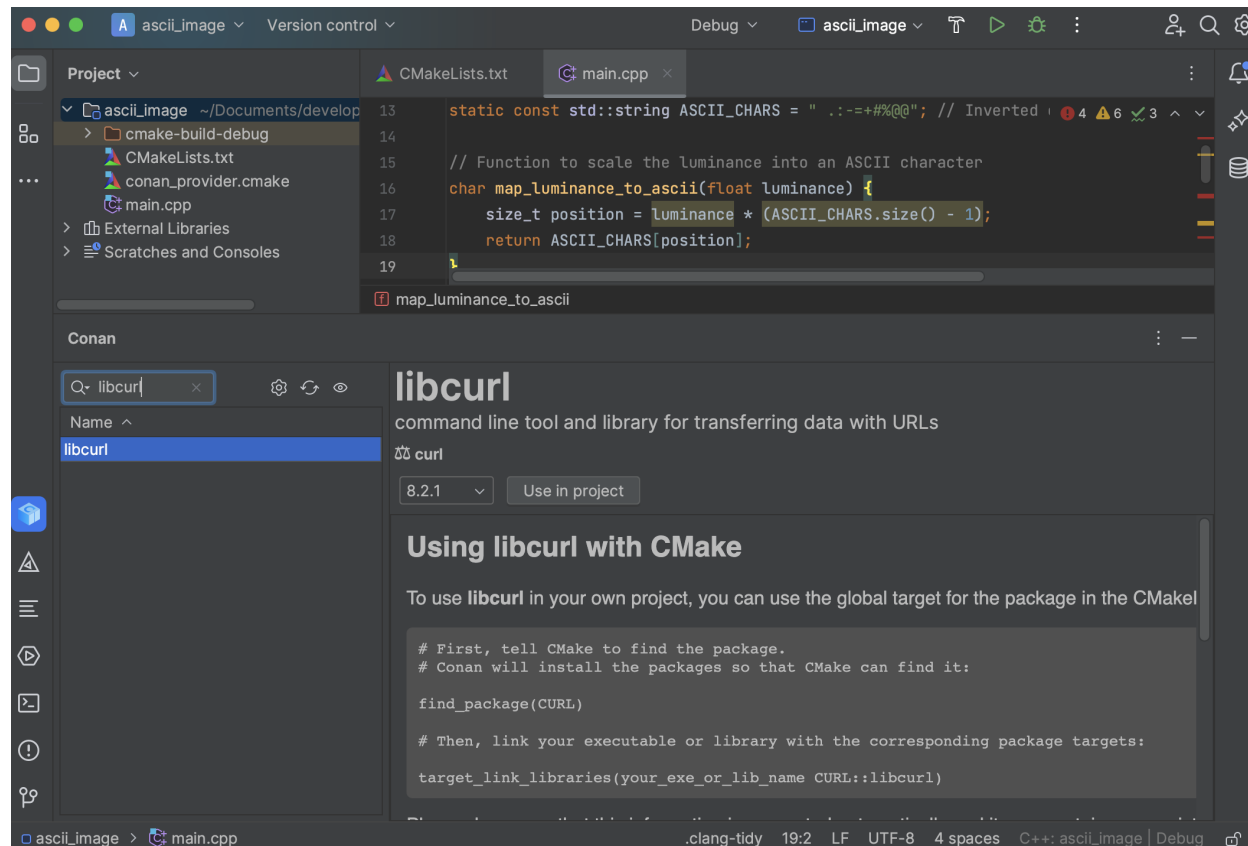 A ascii_image Version control Debug ascii_image
Project
CMakeLists.txt main.cpp
ascii_image ~/Documents/develop
cmake-build-debug
CMakeLists.txt
conan_provider.cmake
main.cpp
External Libraries
Scratches and Consoles
13 static const std::string ASCII_CHARS = " .:-=+#%@@"; // Inverted 4 6 3
14
15 // Function to scale the luminance into an ASCII character
16 char map_luminance_to_ascii(float luminance) {
17 size_t position = luminance * (ASCII_CHARS.size() - 1);
18 return ASCII_CHARS[position];
19 }
f map_luminance_to_ascii
Conan
libcurl
Name
libcurl
libcurl
command line tool and library for transferring data with URLs
curl
8.2.1 Use in project
Using libcurl with CMake
To use libcurl in your own project, you can use the global target for the package in the CMakeL
# First, tell CMake to find the package.
# Conan will install the packages so that CMake can find it:
find_package(CURL)
# Then, link your executable or library with the corresponding package targets:
target_link_libraries(your_exe_or_lib_name CURL::libcurl)
ascii_image > main.cpp .clang-tidy 19:2 LF UTF-8 4 spaces C++: ascii_image | Debug